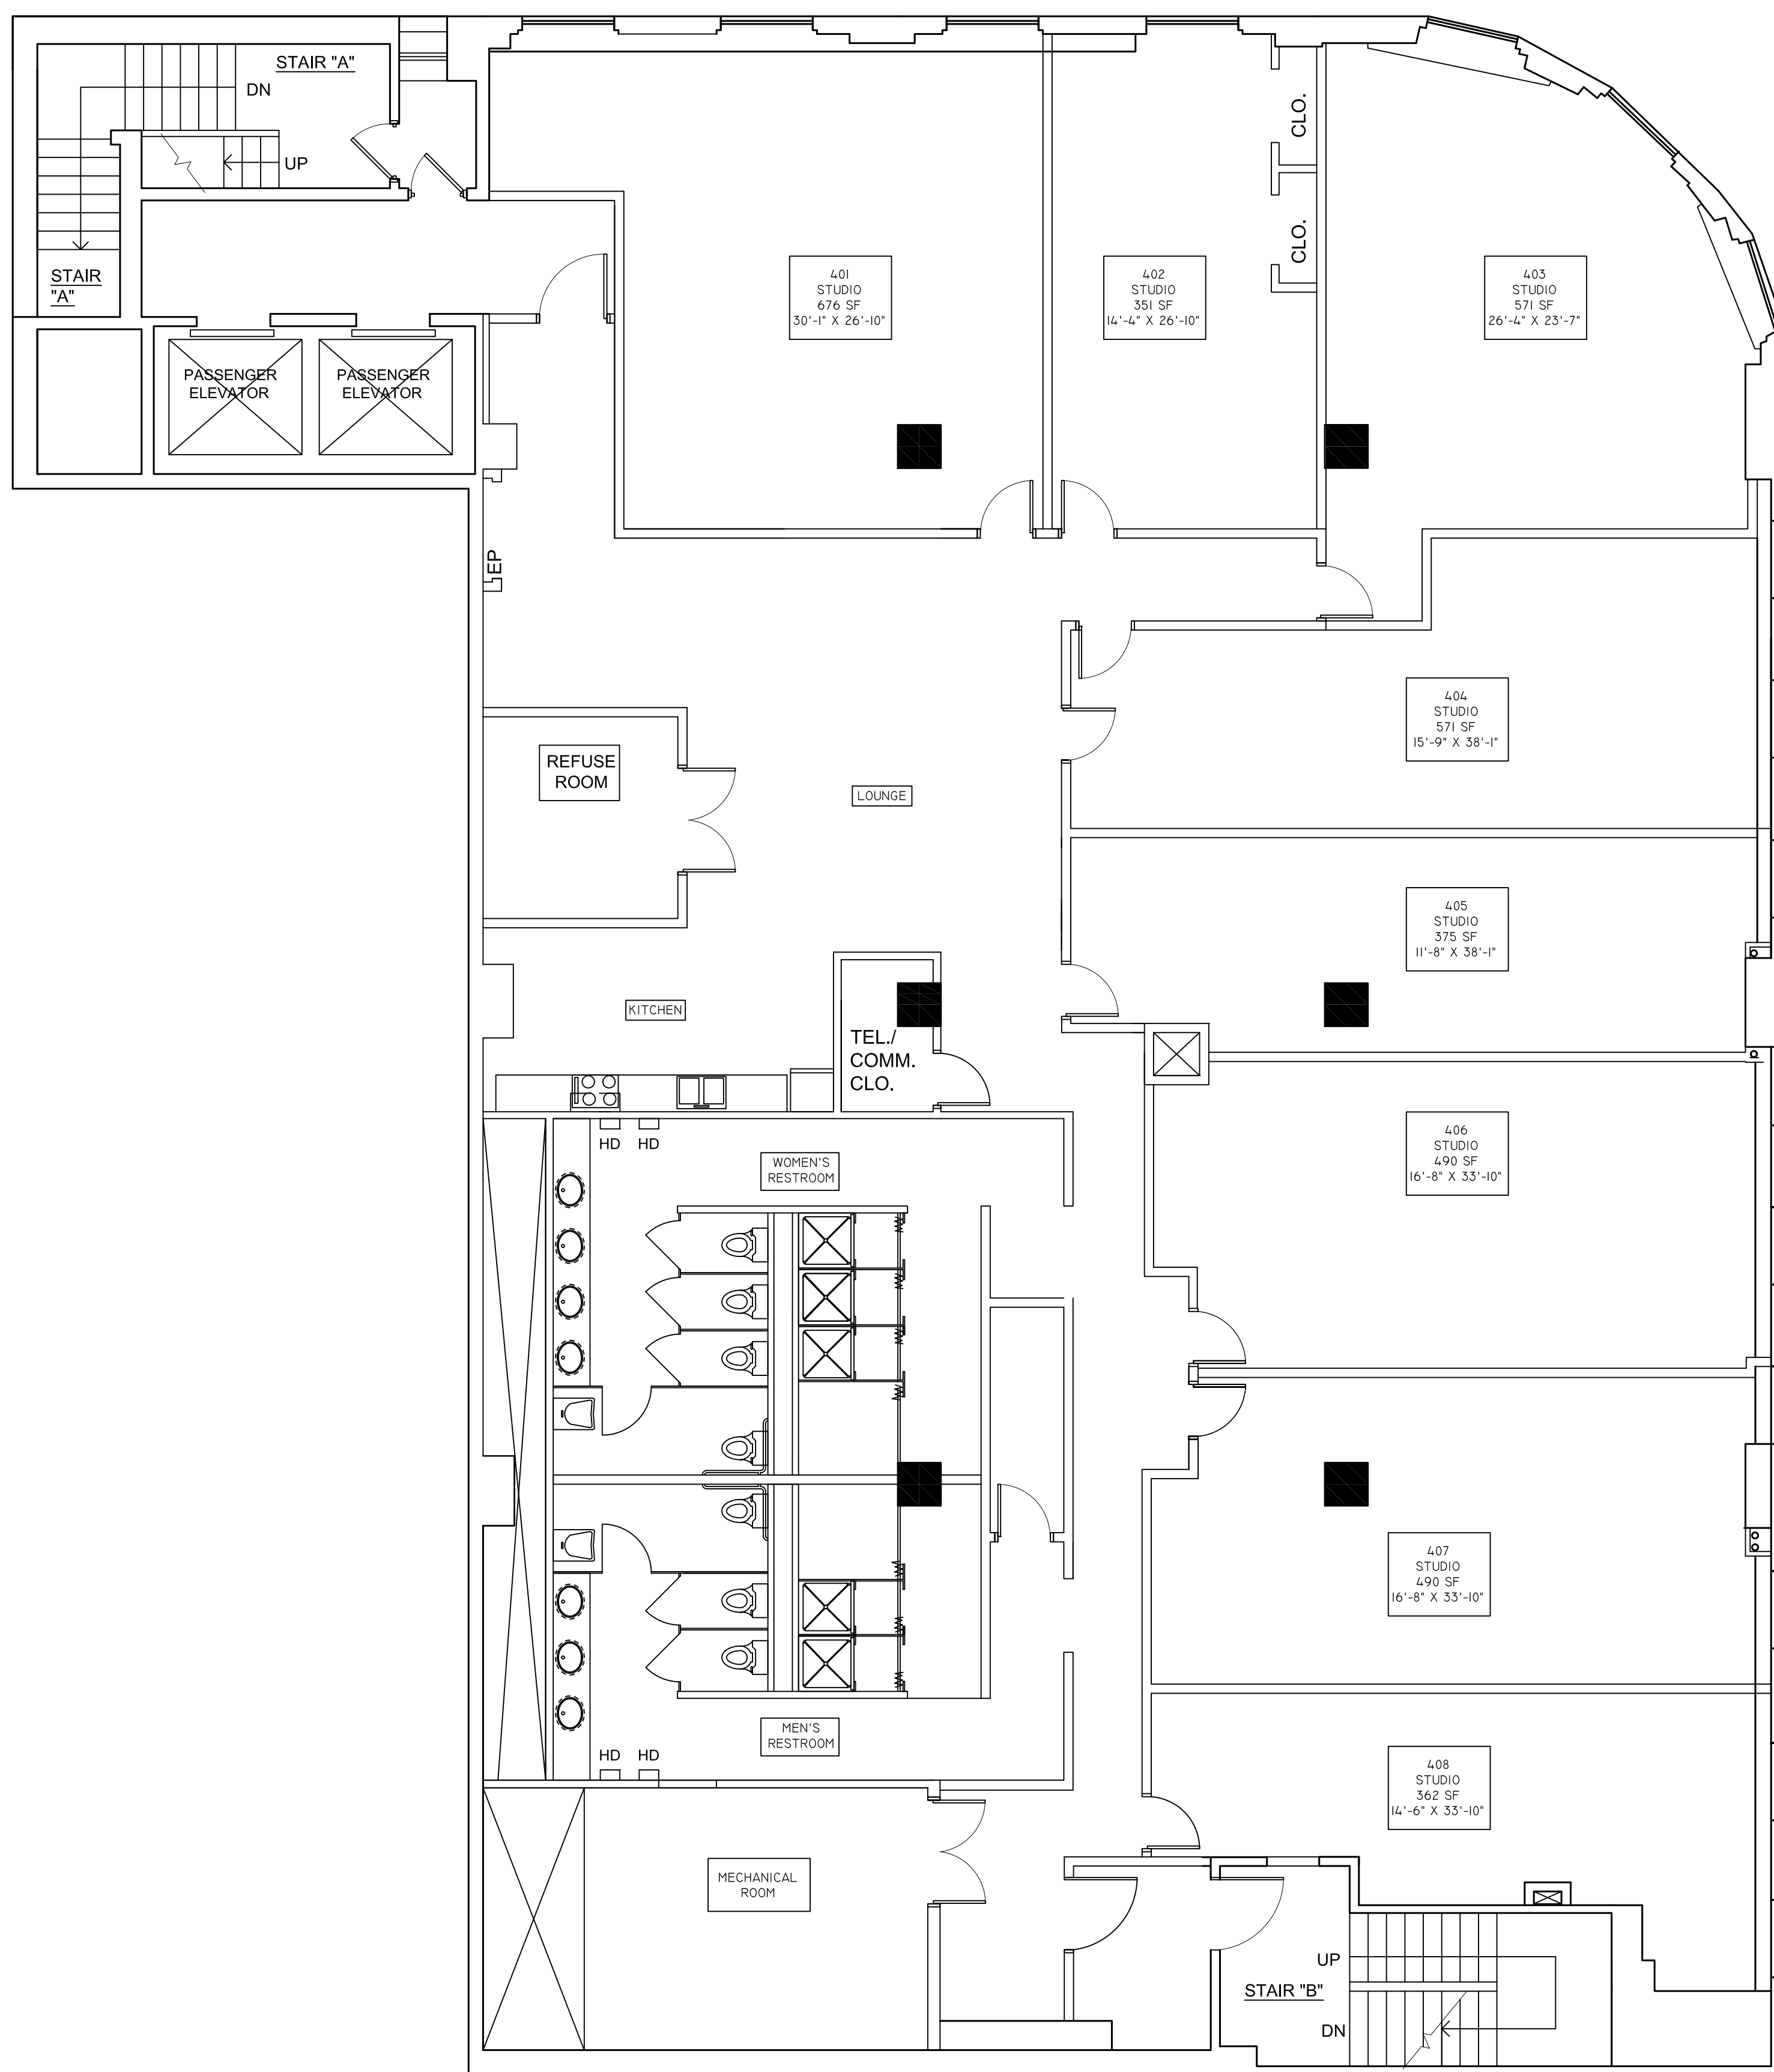 STAIR "A"
DN
UP
STAIR
"A"
PASSENGER
ELEVATOR
PASSENGER
ELEVATOR
401
STUDIO
676 SF
30'-1" X 26'-10"
402
STUDIO
351 SF
14'-4" X 26'-10"
CLO.
CLO.
403
STUDIO
571 SF
26'-4" X 23'-7"
EP
404
STUDIO
571 SF
15'-9" X 38'-1"
REFUSE
ROOM
LOUNGE
405
STUDIO
375 SF
11'-8" X 38'-1"
KITCHEN
TEL./
COMM.
CLO.
406
STUDIO
490 SF
16'-8" X 33'-10"
HD HD
WOMEN'S
RESTROOM
407
STUDIO
490 SF
16'-8" X 33'-10"
MEN'S
RESTROOM
HD HD
408
STUDIO
362 SF
14'-6" X 33'-10"
MECHANICAL
ROOM
UP
STAIR "B"
DN